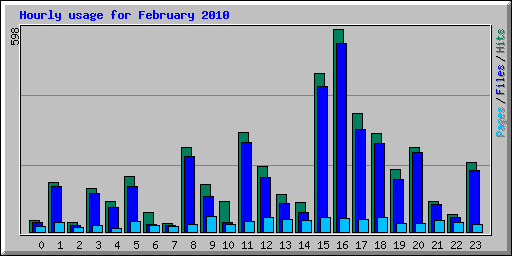 Hourly usage for February 2010
598
Pages / Files / Hits
0 1 2 3 4 5 6 7 8 9 10 11 12 13 14 15 16 17 18 19 20 21 22 23